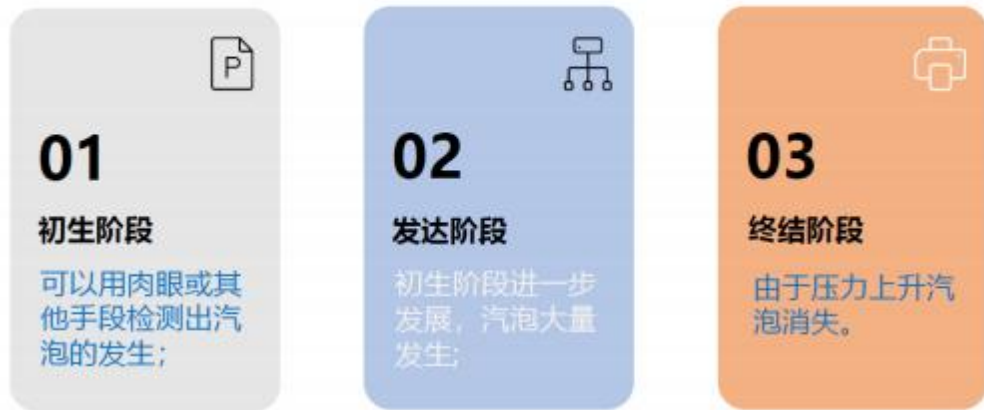 P
01
初生阶段
可以用肉眼或其
他手段检测出汽
泡的发生；
02
发达阶段
初生阶段进一步
发展，汽泡大量
发生;
03
终结阶段
由于压力上升汽
泡消失。